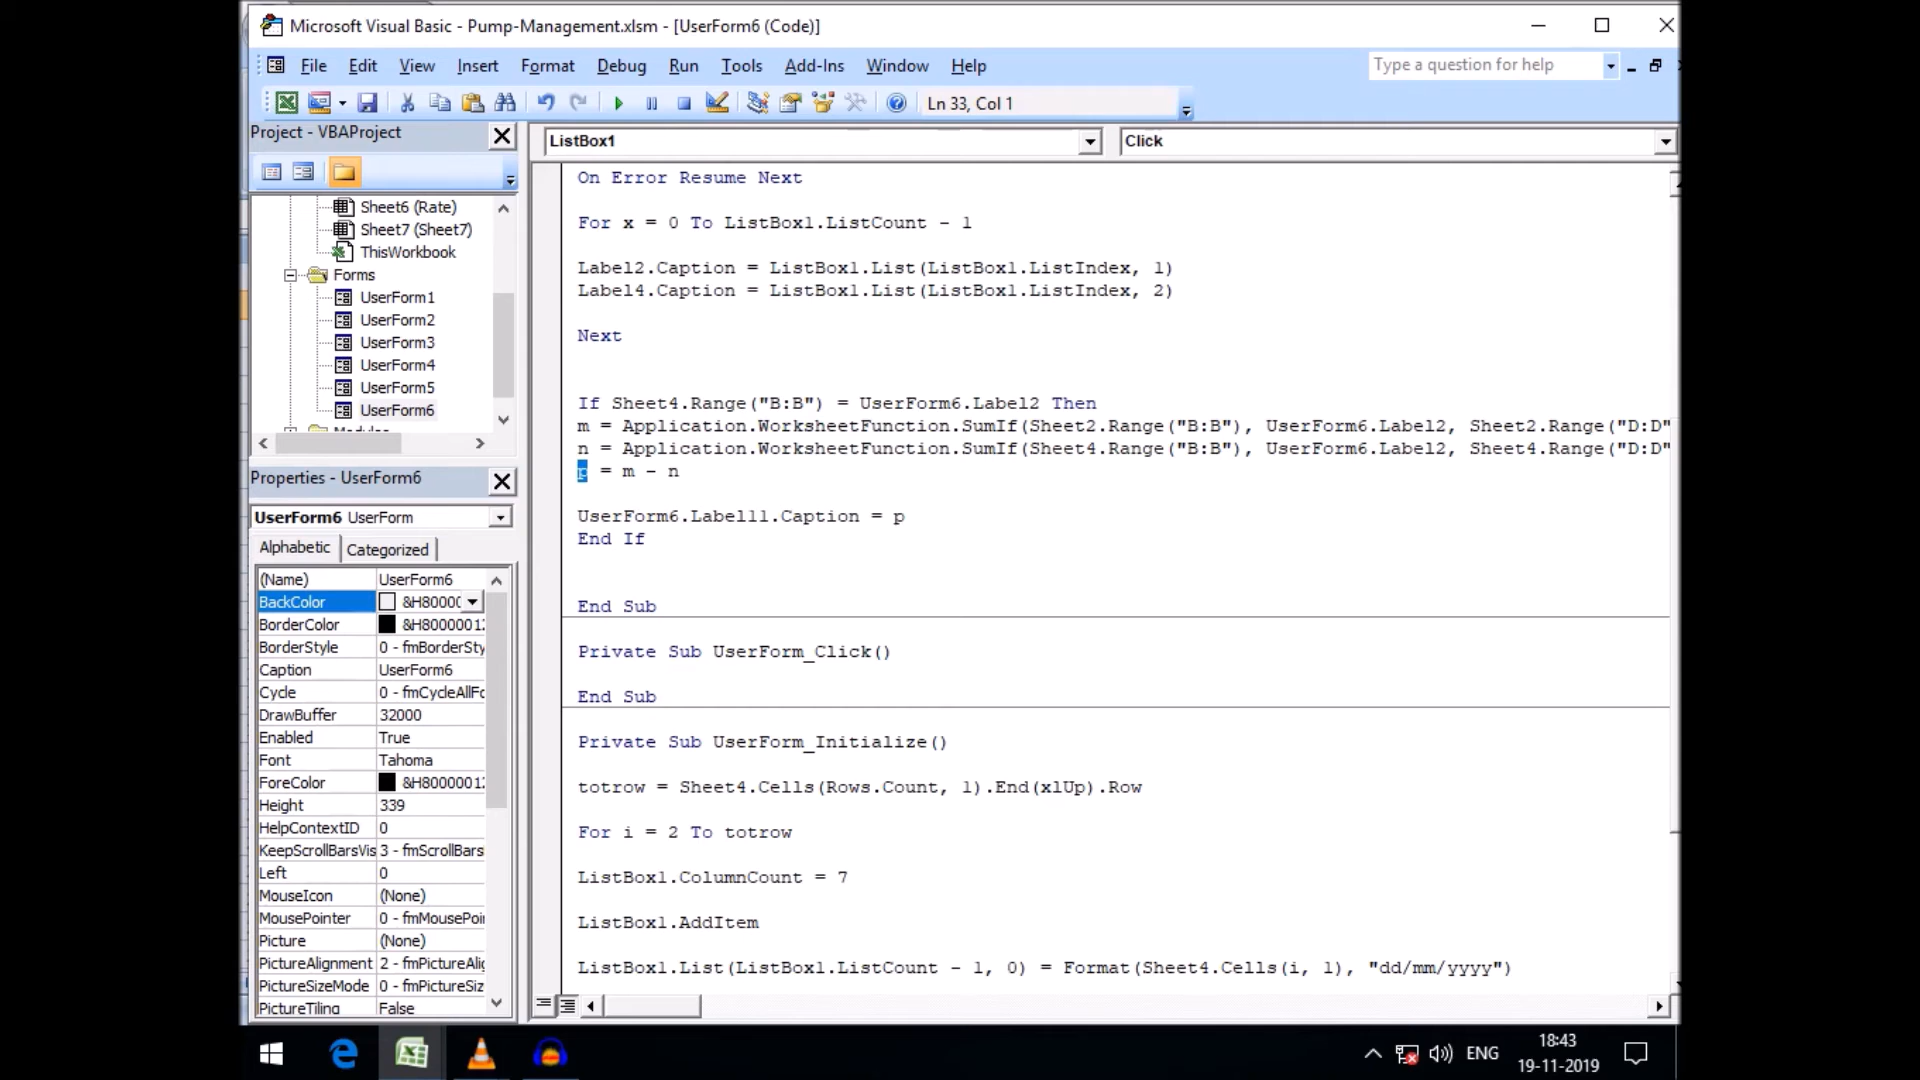 Microsoft Visual Basic - Pump-Management.xlsm - [UserForm6 (Code)]
File Edit View Insert Format Debug Run Tools Add-Ins Window Help
Type a question for help
Ln 33, Col 1
Project - VBAProject
ListBox1
Click
Sheet6 (Rate)
Sheet7 (Sheet7)
ThisWorkbook
Forms
UserForm1
UserForm2
UserForm3
UserForm4
UserForm5
UserForm6
Properties - UserForm6
UserForm6 UserForm
Alphabetic Categorized
(Name) UserForm6
BackColor &H8000(
BorderColor &H8000001
BorderStyle 0 - fmBorderSty
Caption UserForm6
Cycle 0 - fmCycleAllFo
DrawBuffer 32000
Enabled True
Font Tahoma
ForeColor &H8000001
Height 339
HelpContextID 0
KeepScrollBarsVis 3 - fmScrollBars
Left 0
MouseIcon (None)
MousePointer 0 - fmMousePoi
Picture (None)
PictureAlignment 2 - fmPictureAli
PictureSizeMode 0 - fmPictureSiz
PictureTiling False
On Error Resume Next
For x = 0 To ListBox1.ListCount - 1
Label2.Caption = ListBox1.List(ListBox1.ListIndex, 1)
Label4.Caption = ListBox1.List(ListBox1.ListIndex, 2)
Next
If Sheet4.Range("B:B") = UserForm6.Label2 Then
m = Application.WorksheetFunction.SumIf(Sheet2.Range("B:B"), UserForm6.Label2, Sheet2.Range("D:D"
n = Application.WorksheetFunction.SumIf(Sheet4.Range("B:B"), UserForm6.Label2, Sheet4.Range("D:D"
p = m - n
UserForm6.Label11.Caption = p
End If
End Sub
Private Sub UserForm_Click()
End Sub
Private Sub UserForm_Initialize()
totrow = Sheet4.Cells(Rows.Count, 1).End(xlUp).Row
For i = 2 To totrow
ListBox1.ColumnCount = 7
ListBox1.AddItem
ListBox1.List(ListBox1.ListCount - 1, 0) = Format(Sheet4.Cells(i, 1), "dd/mm/yyyy")
ENG
18:43
19-11-2019